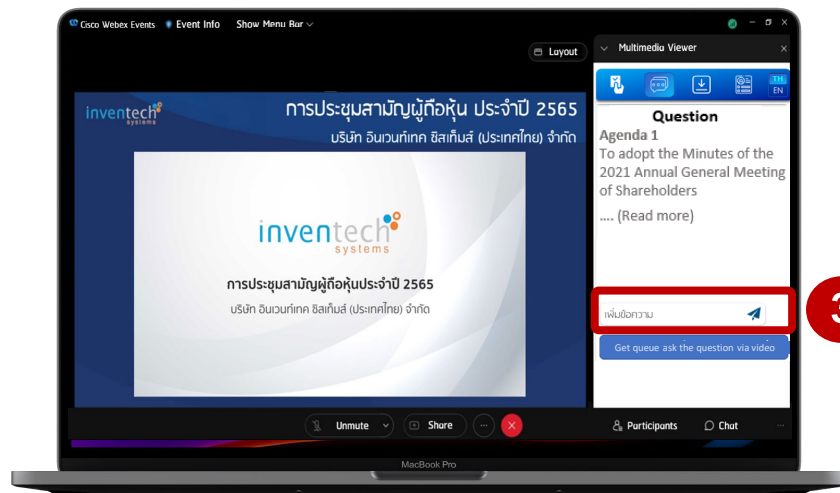 Cisco Webex Events
Event Info
Show Menu Bar
Layout
Multimedia Viewer
inventech
systems
การประชุมสามัญผู้ถือหุ้น ประจำปี 2565
บริษัท อินเวนท์เทค ซิสเท็มส์ (ประเทศไทย) จำกัด
inventech
systems
การประชุมสามัญผู้ถือหุ้นประจำปี 2565
บริษัท อินเวนท์เทค ซิสเท็มส์ (ประเทศไทย) จำกัด
TH
EN
Question
Agenda 1
To adopt the Minutes of the
2021 Annual General Meeting
of Shareholders
.... (Read more)
เพิ่มข้อความ
3
Get queue ask the question via video
Unmute
Share
Participants
Chat
MacBook Pro